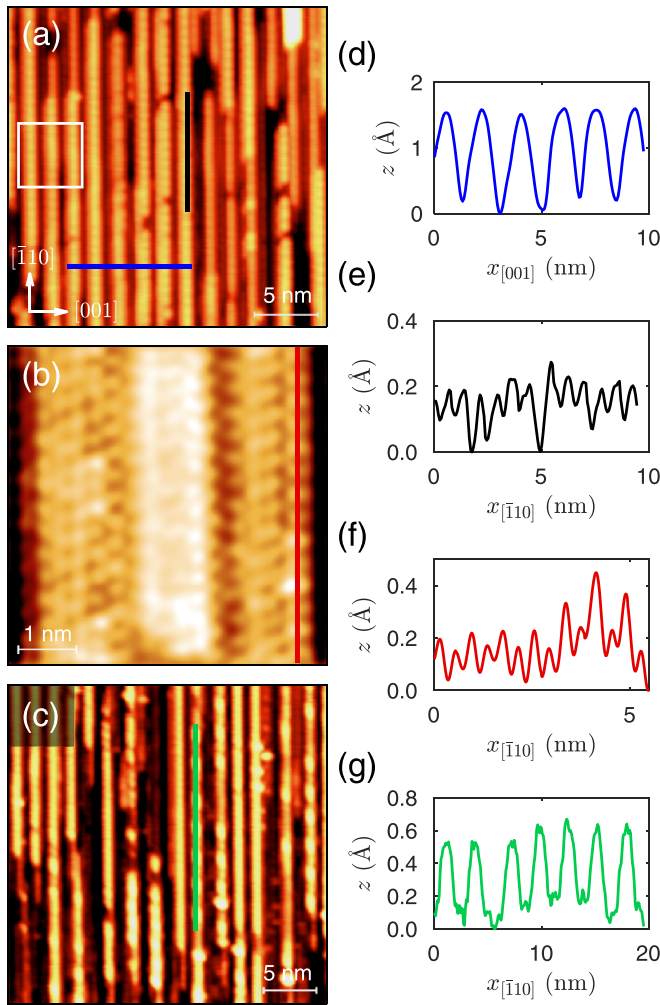 (a)
[1̄10]
[001]
5 nm
(b)
1 nm
(c)
5 nm
(d)
2
1
0
z (Å)
0
5
10
x[001] (nm)
(e)
0.4
0.2
0.0
z (Å)
0
5
10
x[1̄10] (nm)
(f)
0.4
0.2
0
z (Å)
0
5
x[1̄10] (nm)
(g)
0.8
0.6
0.4
0.2
0.0
z (Å)
0
10
20
x[1̄10] (nm)